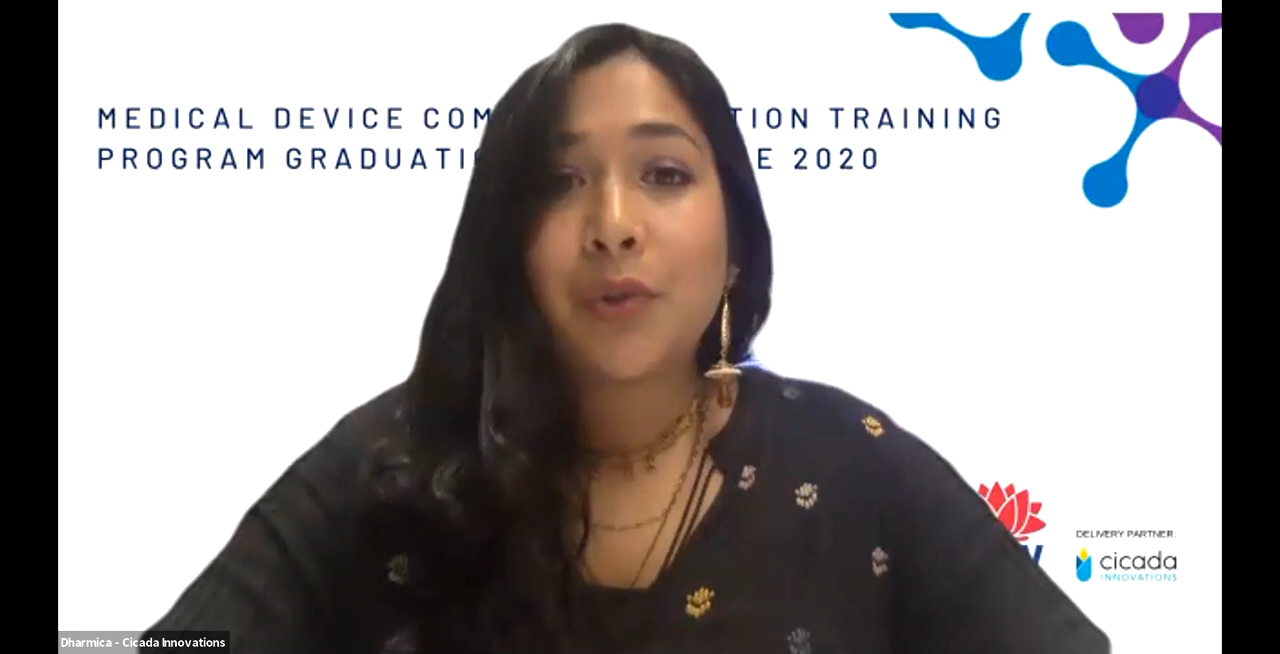 MEDICAL DEVICE COM TION TRAINING
PROGRAM GRADUATI E 2020
DELIVERY PARTNER:
cicada
INNOVATIONS
Dharmica - Cicada Innovations